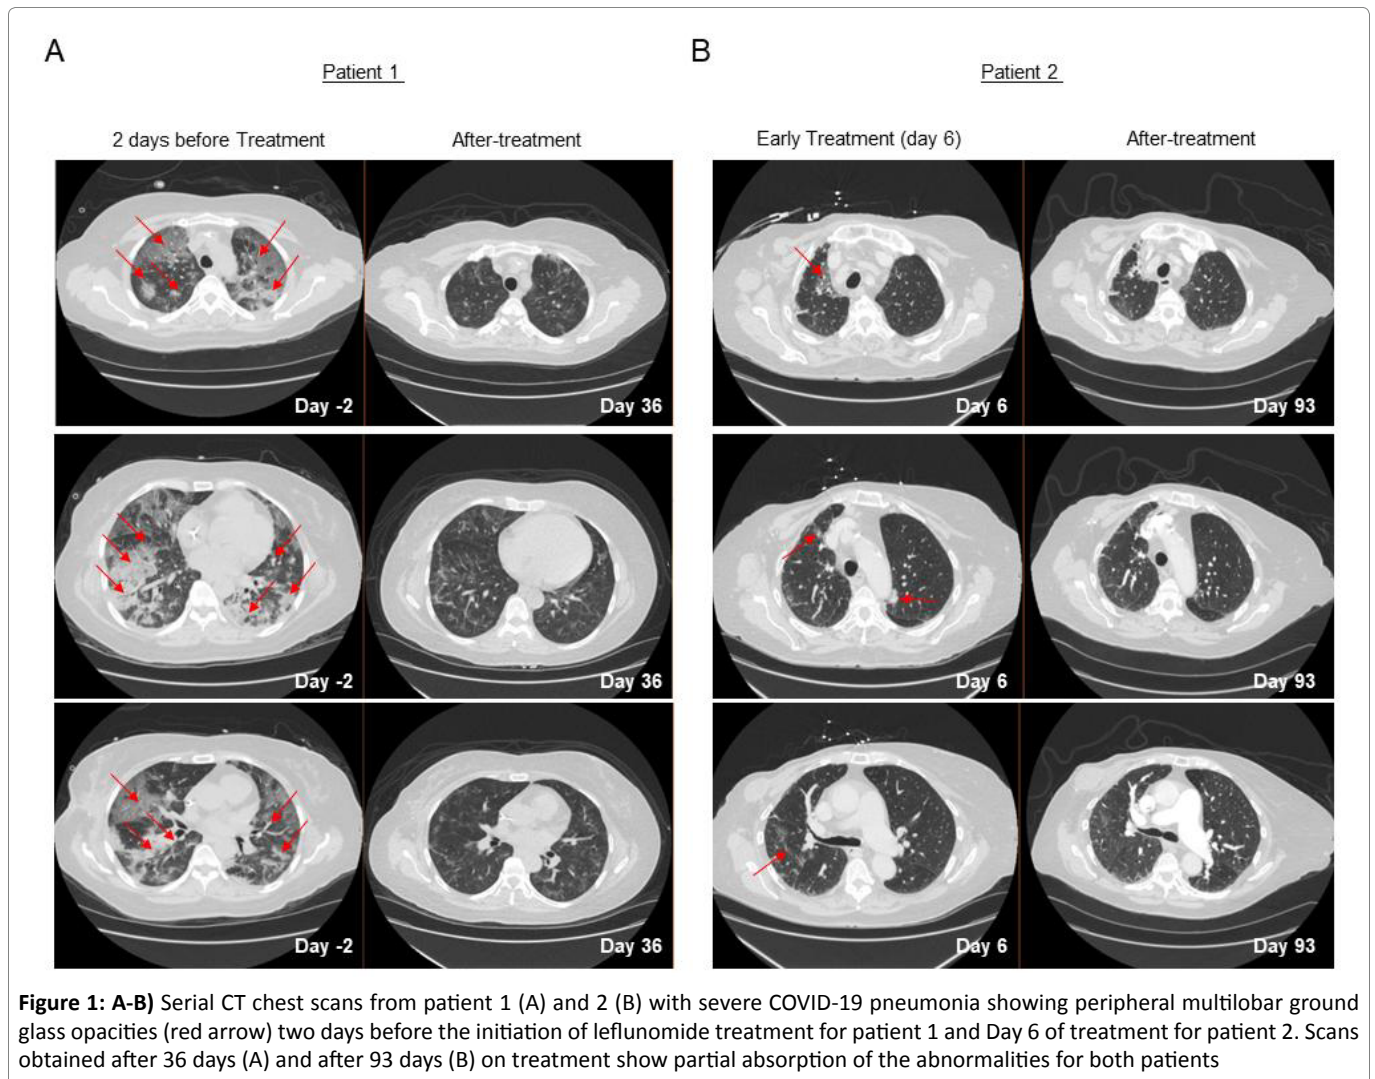 A
B
Patient 1
Patient 2
2 days before Treatment
After-treatment
Early Treatment (day 6)
After-treatment
Day -2
Day 36
Day 6
Day 93
Day -2
Day 36
Day 6
Day 93
Day -2
Day 36
Day 6
Day 93
Figure 1: A-B) Serial CT chest scans from patient 1 (A) and 2 (B) with severe COVID-19 pneumonia showing peripheral multilobar ground
glass opacities (red arrow) two days before the initiation of leflunomide treatment for patient 1 and Day 6 of treatment for patient 2. Scans
obtained after 36 days (A) and after 93 days (B) on treatment show partial absorption of the abnormalities for both patients